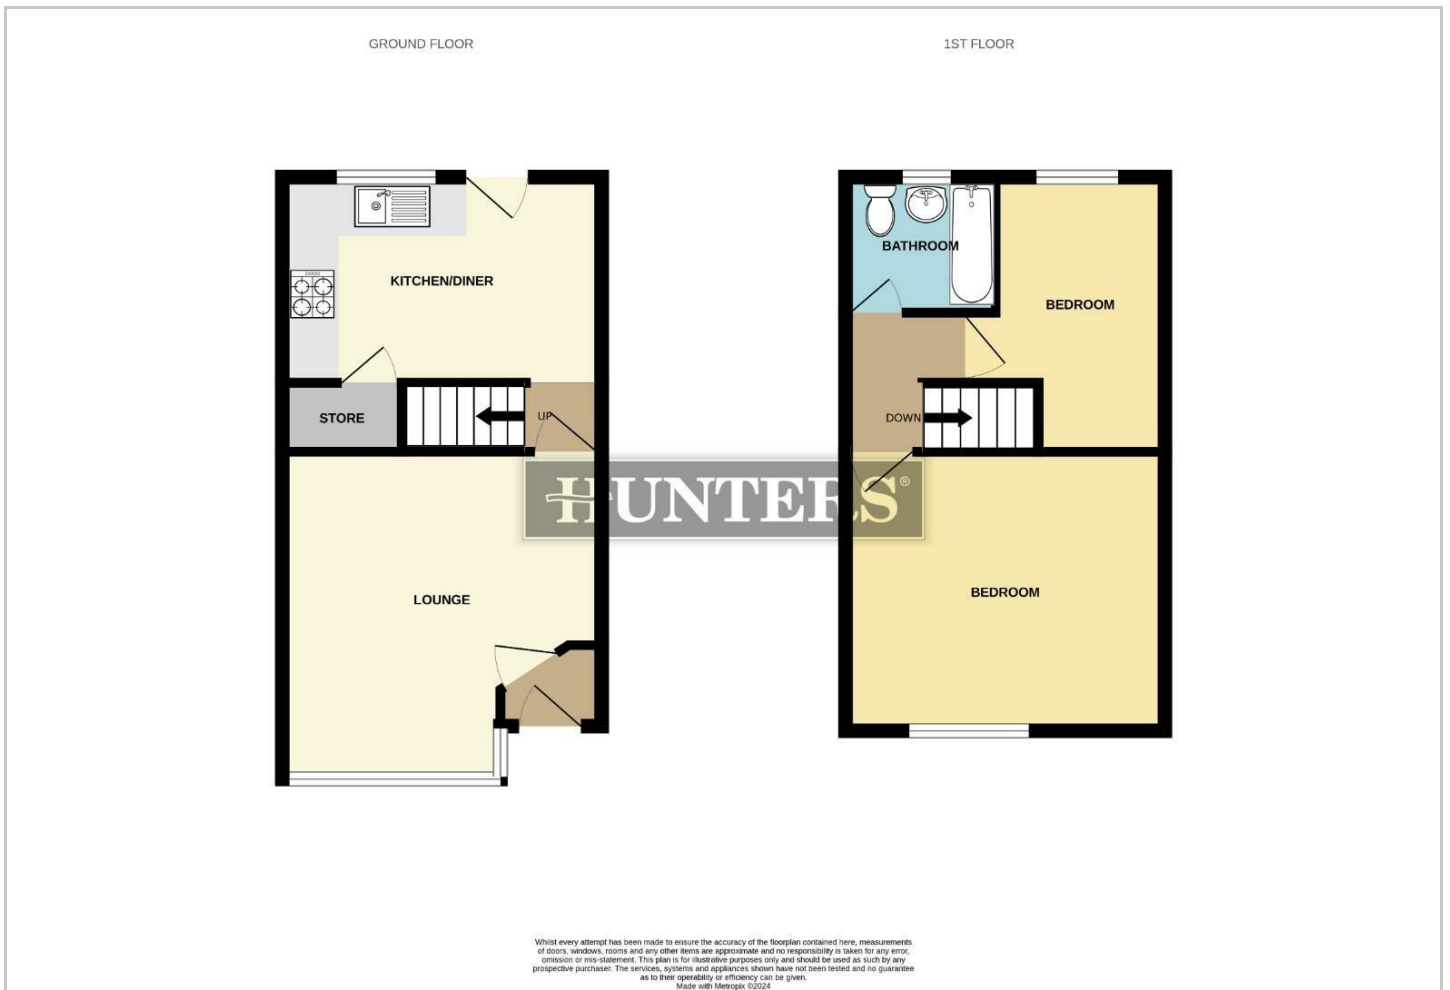 GROUND FLOOR
1ST FLOOR
KITCHEN/DINER
STORE
UP
LOUNGE
BATHROOM
BEDROOM
DOWN
BEDROOM
HUNTERS®
Whilst every attempt has been made to ensure the accuracy of the floorplan contained here, measurements
of doors, windows, rooms and any other items are approximate and no responsibility is taken for any error,
omission or mis-statement. This plan is for illustrative purposes only and should be used as such by any
prospective purchaser. The services, systems and appliances shown have not been tested and no guarantee
as to their operability or efficiency can be given.
Made with Metropix ©2024